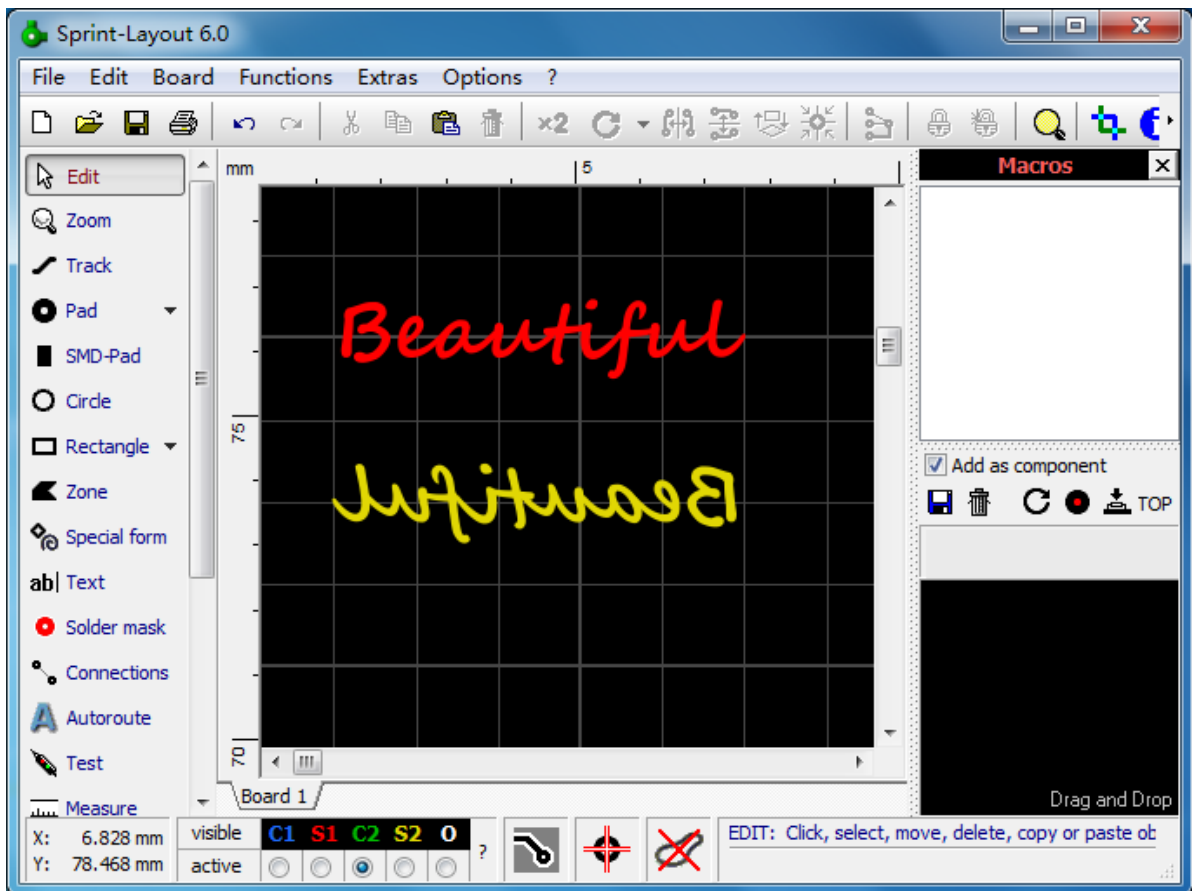 Sprint-Layout 6.0
File Edit Board Functions Extras Options ?
×2
Edit
Zoom
Track
Pad
SMD-Pad
Circle
Rectangle
Zone
Special form
ab| Text
Solder mask
Connections
Autoroute
Test
Measure
mm
5
75
70
Beautiful
Beautiful
Board 1
Macros
Add as component
TOP
Drag and Drop
X: 6.828 mm
Y: 78.468 mm
visible C1 S1 C2 S2 O
active
?
EDIT: Click, select, move, delete, copy or paste ob